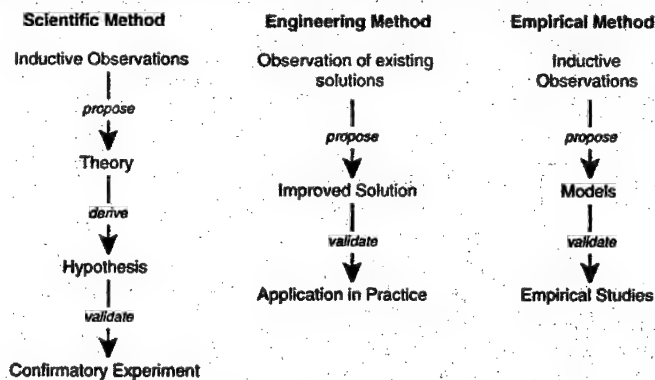 Scientific Method
Inductive Observations
propose
Theory
derive
Hypothesis
validate
Confirmatory Experiment
Engineering Method
Observation of existing
solutions
propose
Improved Solution
validate
Application in Practice
Empirical Method
Inductive
Observations
propose
Models
validate
Empirical Studies